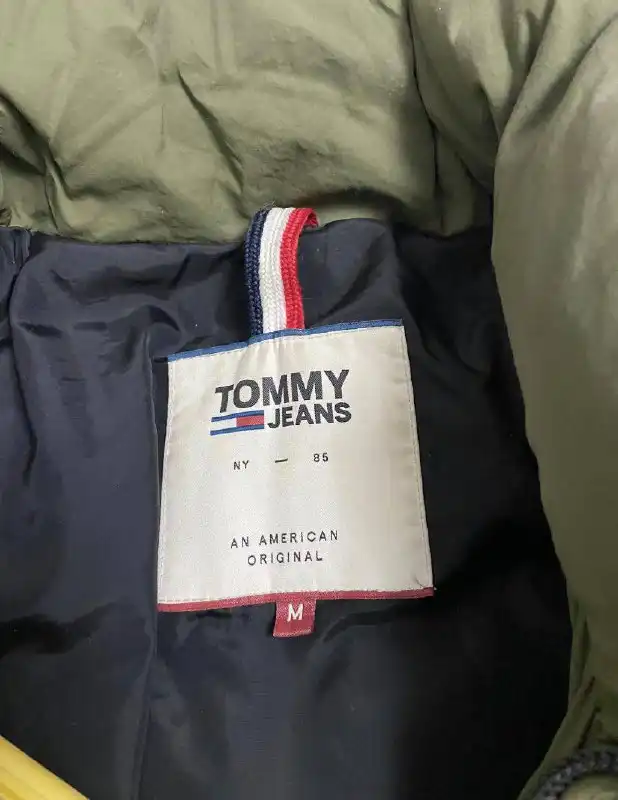 TOMMY
JEANS
NY — 85
AN AMERICAN
ORIGINAL
M